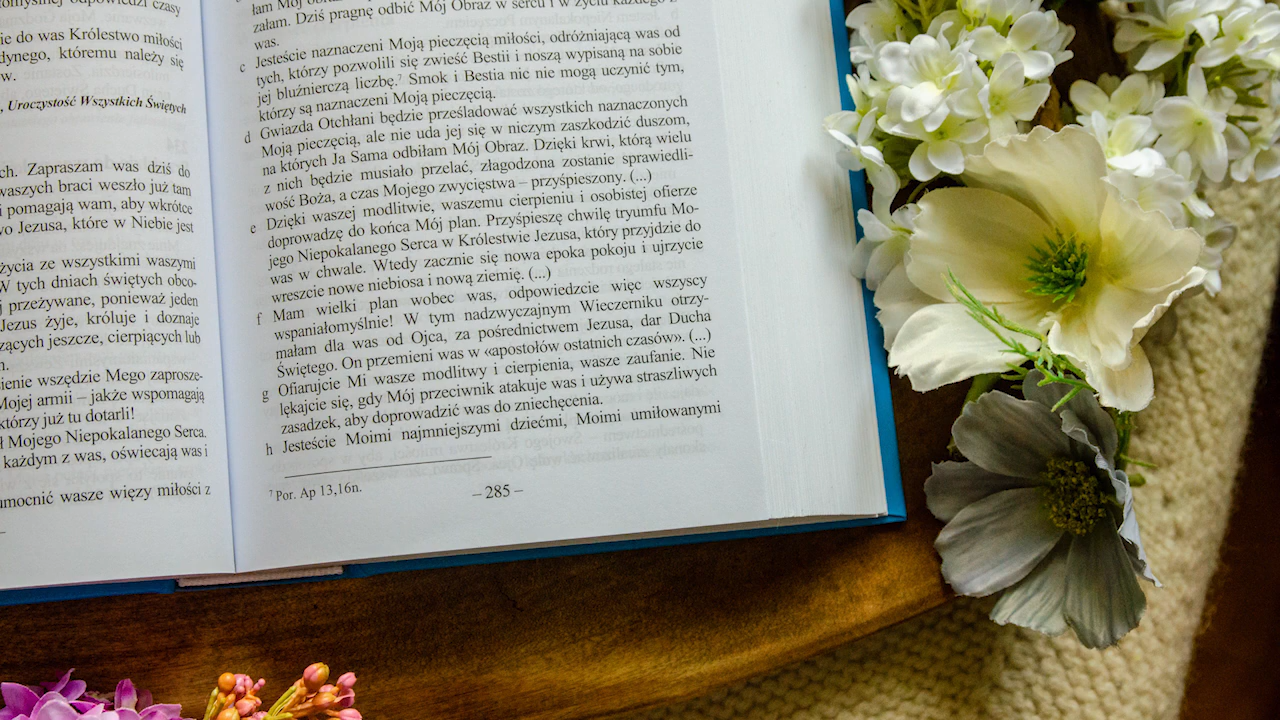 omyślnej odpowiedzi czasy
ie do was Królestwo miłości
dynego, któremu należy się
w.
, Uroczystość Wszystkich Świętych
ch. Zapraszam was dziś do
waszych braci weszło już tam
i pomagają wam, aby wkrótce
vo Jezusa, które w Niebie jest
życia ze wszystkimi waszymi
W tych dniach świętych obco-
j przeżywane, ponieważ jeden
Jezus żyje, króluje i doznaje
zących jeszcze, cierpiących lub
n.
sienie wszędzie Mego zaprosze-
Mojej armii – jakże wspomagają
którzy już tu dotarli!
ł Mojego Niepokalanego Serca.
każdym z was, oświecają was i
umocnić wasze więzy miłości z
łam Mój Obraz
załam. Dziś pragnę odbić Mój Obraz w sercu i w życiu każdego z
was.
c Jesteście naznaczeni Moją pieczęcią miłości, odróżniającą was od
tych, którzy pozwolili się zwieść Bestii i noszą wypisaną na sobie
jej bluźnierczą liczbę.⁷ Smok i Bestia nic nie mogą uczynić tym,
którzy są naznaczeni Moją pieczęcią.
d Gwiazda Otchłani będzie prześladować wszystkich naznaczonych
Moją pieczęcią, ale nie uda jej się w niczym zaszkodzić duszom,
na których Ja Sama odbiłam Mój Obraz. Dzięki krwi, którą wielu
z nich będzie musiało przelać, złagodzona zostanie sprawiedli-
wość Boża, a czas Mojego zwycięstwa – przyśpieszony. (...)
e Dzięki waszej modlitwie, waszemu cierpieniu i osobistej ofierze
doprowadzę do końca Mój plan. Przyśpieszę chwilę tryumfu Mo-
jego Niepokalanego Serca w Królestwie Jezusa, który przyjdzie do
was w chwale. Wtedy zacznie się nowa epoka pokoju i ujrzycie
wreszcie nowe niebiosa i nową ziemię. (...)
f Mam wielki plan wobec was, odpowiedzcie więc wszyscy
wspaniałomyślnie! W tym nadzwyczajnym Wieczerniku otrzy-
małam dla was od Ojca, za pośrednictwem Jezusa, dar Ducha
Świętego. On przemieni was w «apostołów ostatnich czasów». (...)
g Ofiarujcie Mi wasze modlitwy i cierpienia, wasze zaufanie. Nie
lękajcie się, gdy Mój przeciwnik atakuje was i używa straszliwych
zasadzek, aby doprowadzić was do zniechęcenia.
h Jesteście Moimi najmniejszymi dziećmi, Moimi umiłowanymi
⁷ Por. Ap 13,16n.
– 285 –